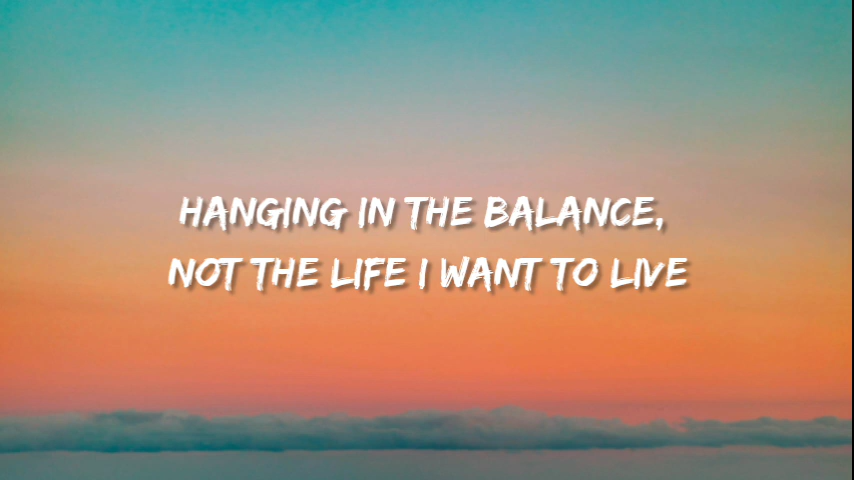 HANGING IN THE BALANCE,
NOT THE LIFE I WANT TO LIVE